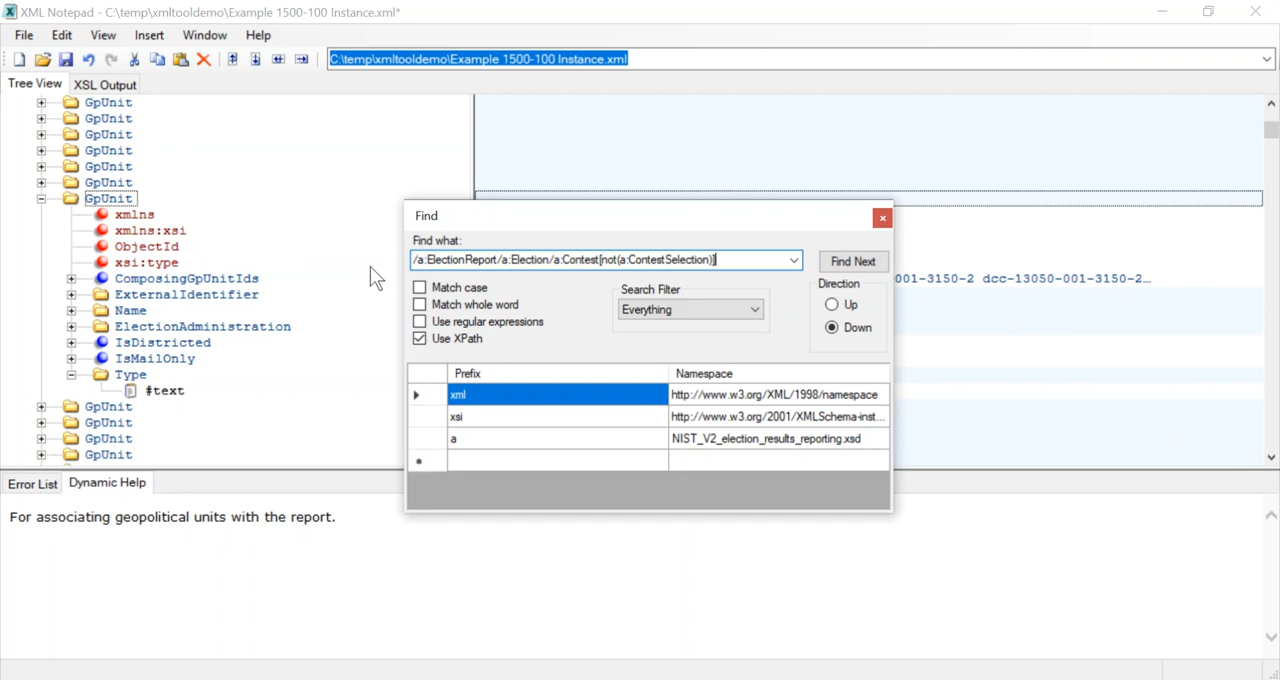 XML Notepad - C:\temp\xmltooldemo\Example 1500-100 Instance.xml*
File Edit View Insert Window Help
C:\temp\xmltooldemo\Example 1500-100 Instance.xml
Tree View XSL Output
GpUnit
GpUnit
GpUnit
GpUnit
GpUnit
GpUnit
GpUnit
xmlns
xmlns:xsi
ObjectId
xsi:type
ComposingGpUnitIds
001-3150-2 dcc-13050-001-3150-2...
ExternalIdentifier
Name
ElectionAdministration
IsDistricted
IsMailOnly
Type
#text
GpUnit
GpUnit
GpUnit
GpUnit
Find
Find what:
/a:ElectionReport/a:Election/a:Contest[not(a:ContestSelection)]
Find Next
Match case
Match whole word
Use regular expressions
Use XPath
Search Filter
Everything
Direction
Up
Down
Prefix Namespace
xml http://www.w3.org/XML/1998/namespace
xsi http://www.w3.org/2001/XMLSchema-inst...
a NIST_V2_election_results_reporting.xsd
Error List Dynamic Help
For associating geopolitical units with the report.